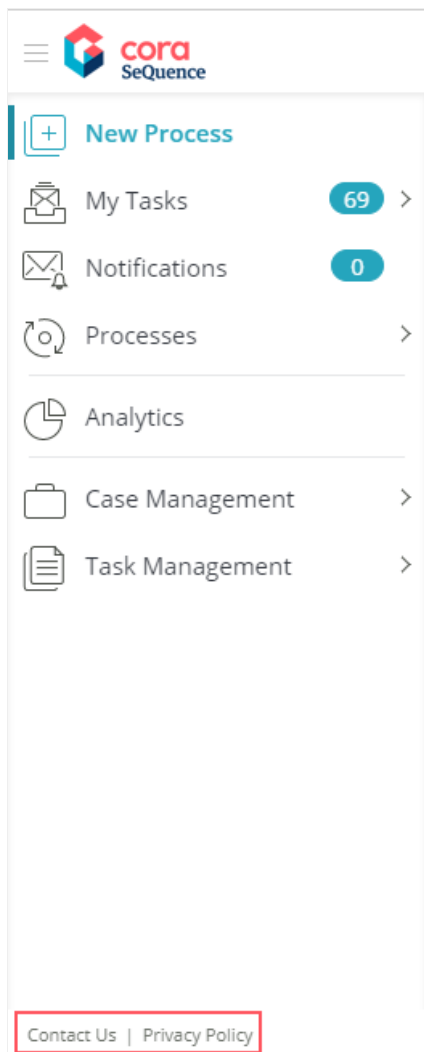 cora
SeQuence
New Process
My Tasks 69
Notifications 0
Processes
Analytics
Case Management
Task Management
Contact Us | Privacy Policy